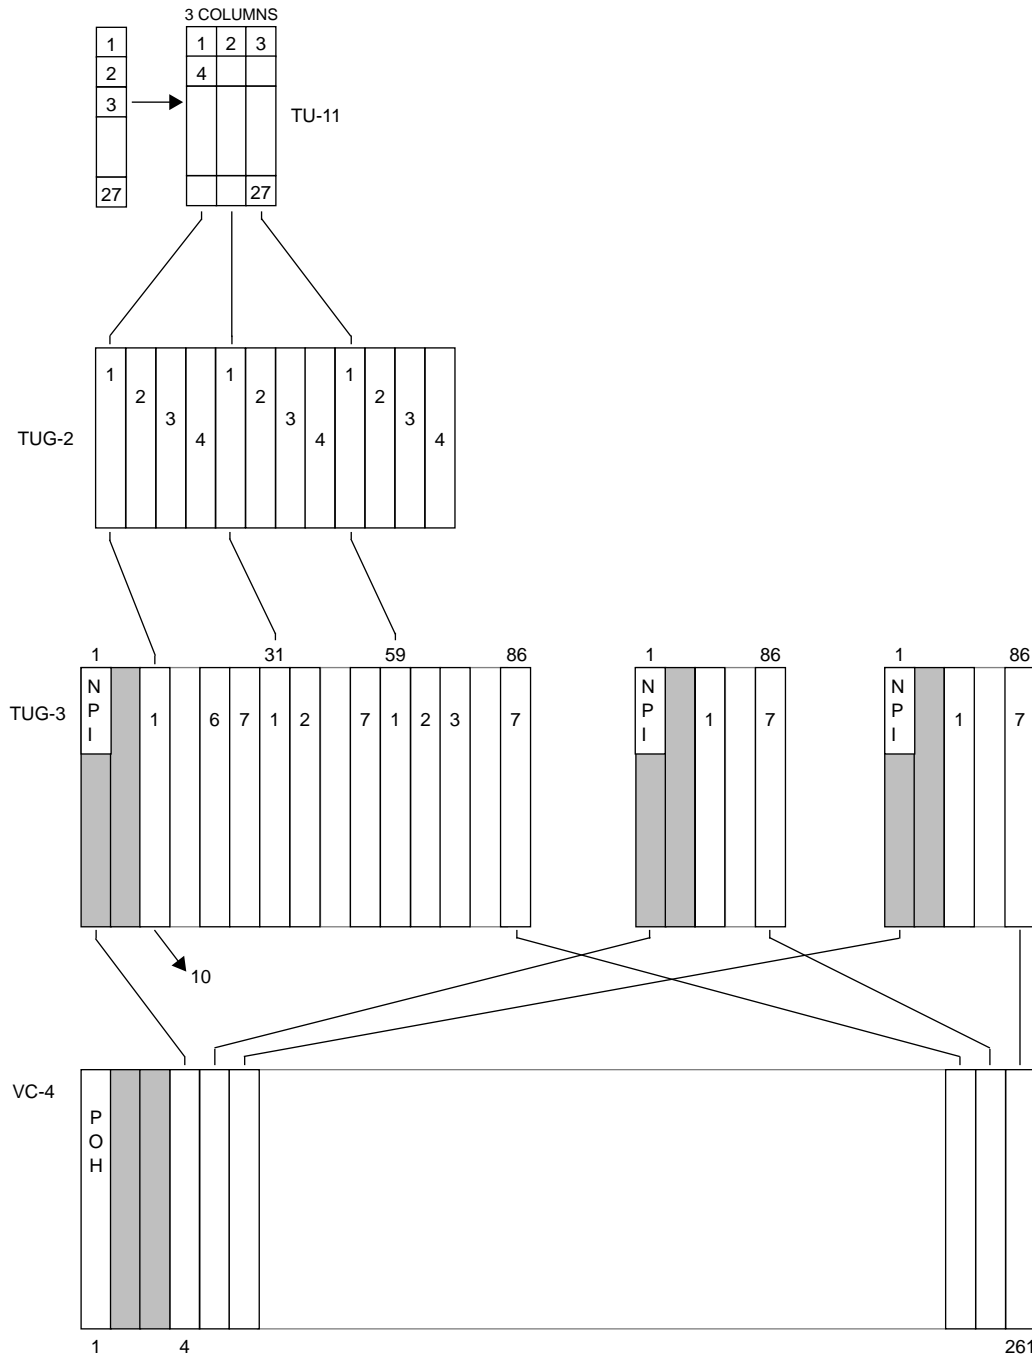 3 COLUMNS
1 1 2 3
2 4
3
TU-11
27 27
1 1 1
2 2 2
3 3 3
TUG-2 4 4 4
1 31 59 86 1 86 1 86
N N N
P P P
I I I
TUG-3 1 6 7 1 2 7 1 2 3 7 1 7 1 7
10
VC-4
P
O
H
1 4 261